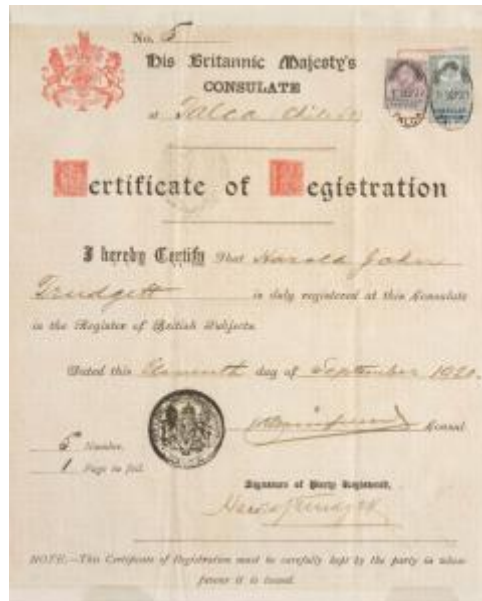 No. 5
His Britannic Majesty's
CONSULATE
at Talca Chile
Certificate of Registration
I hereby Certify That Harold John
Trudgett is duly registered at this Consulate
in the Register of British Subjects.
Dated this Eleventh day of September 1920.
Consul
5 Number.
1 Page in fol.
Signature of Party Registered,
Harold J Trudgett
NOTE.—This Certificate of Registration must be carefully kept by the party in whose
favour it is issued.